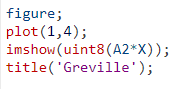 figure;
plot(1,4);
imshow(uint8(A2*X));
title('Greville');